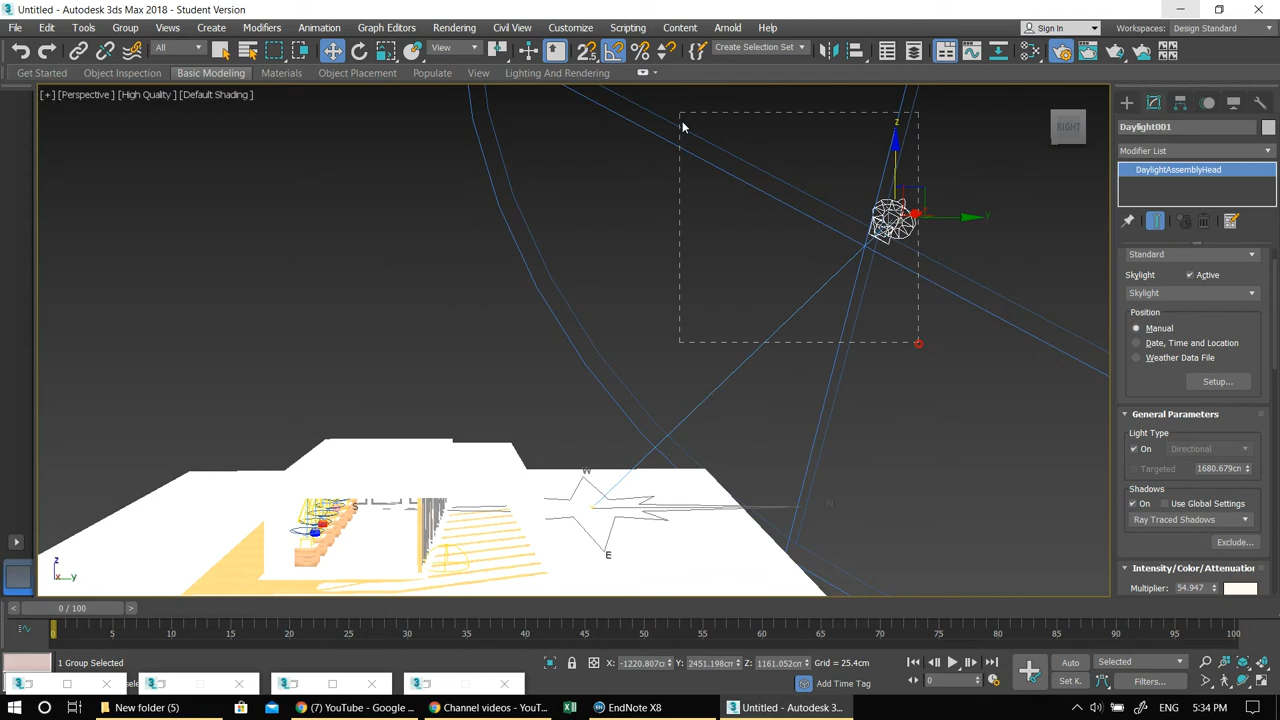 Untitled - Autodesk 3ds Max 2018 - Student Version
File Edit Tools Group Views Create Modifiers Animation Graph Editors Rendering Civil View Customize Scripting Content Arnold Help Sign In Workspaces: Design Standard
All View Create Selection Set
Get Started Object Inspection Basic Modeling Materials Object Placement Populate View Lighting And Rendering
[+] [Perspective] [High Quality] [Default Shading]
RIGHT
z
y
W
S
N
E
z
x y
Daylight001
Modifier List
DaylightAssemblyHead
Standard
Skylight Active
Skylight
Position
Manual
Date, Time and Location
Weather Data File
Setup...
General Parameters
Light Type
On Directional
Targeted 1680.679cm
Shadows
On Use Global Settings
Ray Traced Shadows
Exclude...
Intensity/Color/Attenuation
Multiplier: 54.947
0 / 100
0 5 10 15 20 25 30 35 40 45 50 55 60 65 70 75 80 85 90 95 100
1 Group Selected X: -1220.807c Y: 2451.198cm Z: 1161.052c Grid = 25.4cm Auto Selected
Add Time Tag 0 Set K. Filters...
New folder (5) (7) YouTube - Google ... Channel videos - YouT... EndNote X8 Untitled - Autodesk 3... ENG 5:34 PM